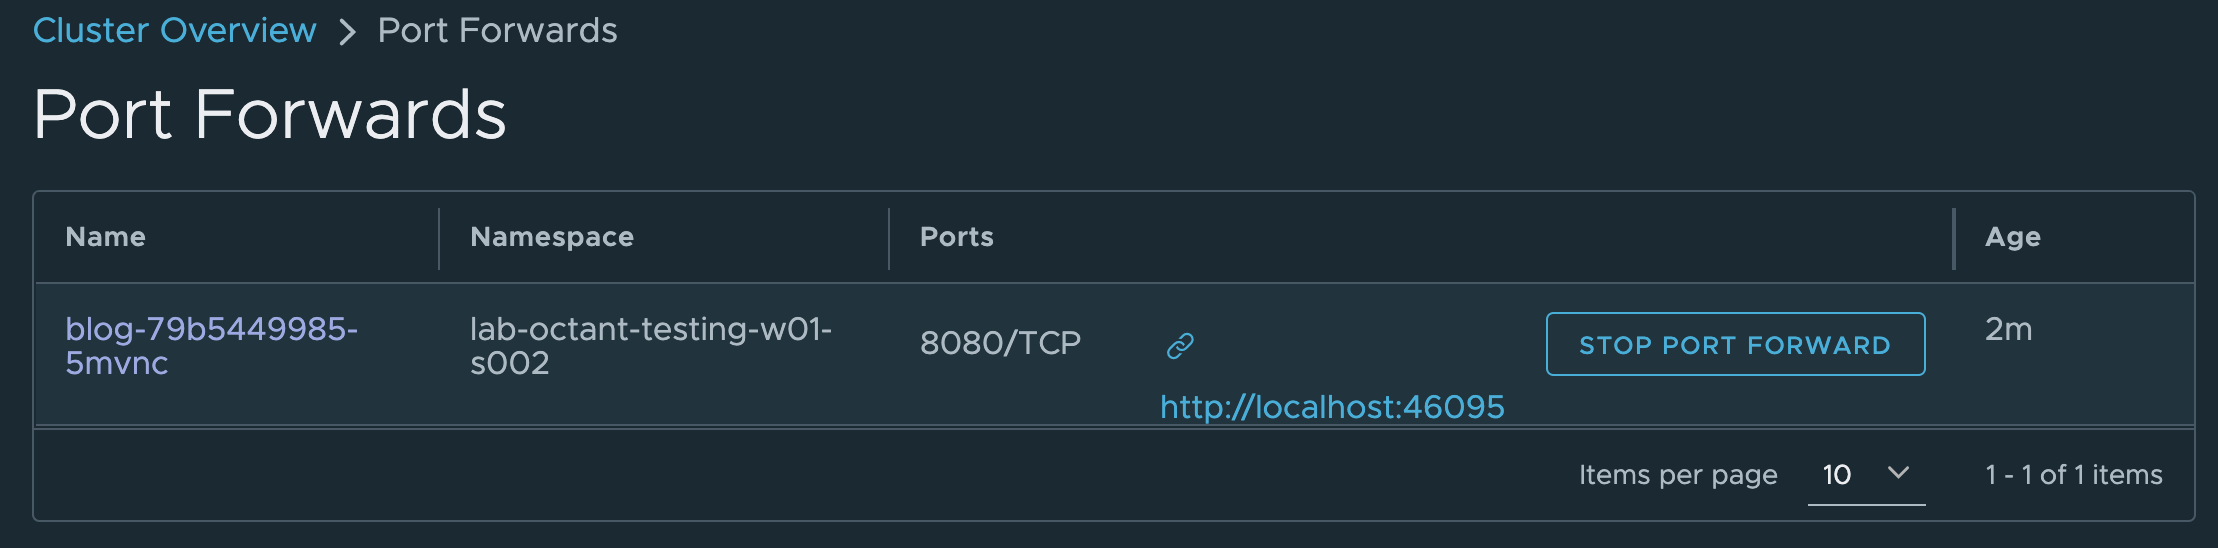 Cluster Overview > Port Forwards
Port Forwards
Name Namespace Ports Age
blog-79b5449985- lab-octant-testing-w01- 8080/TCP STOP PORT FORWARD 2m
5mvnc s002
http://localhost:46095
Items per page 10 1 - 1 of 1 items